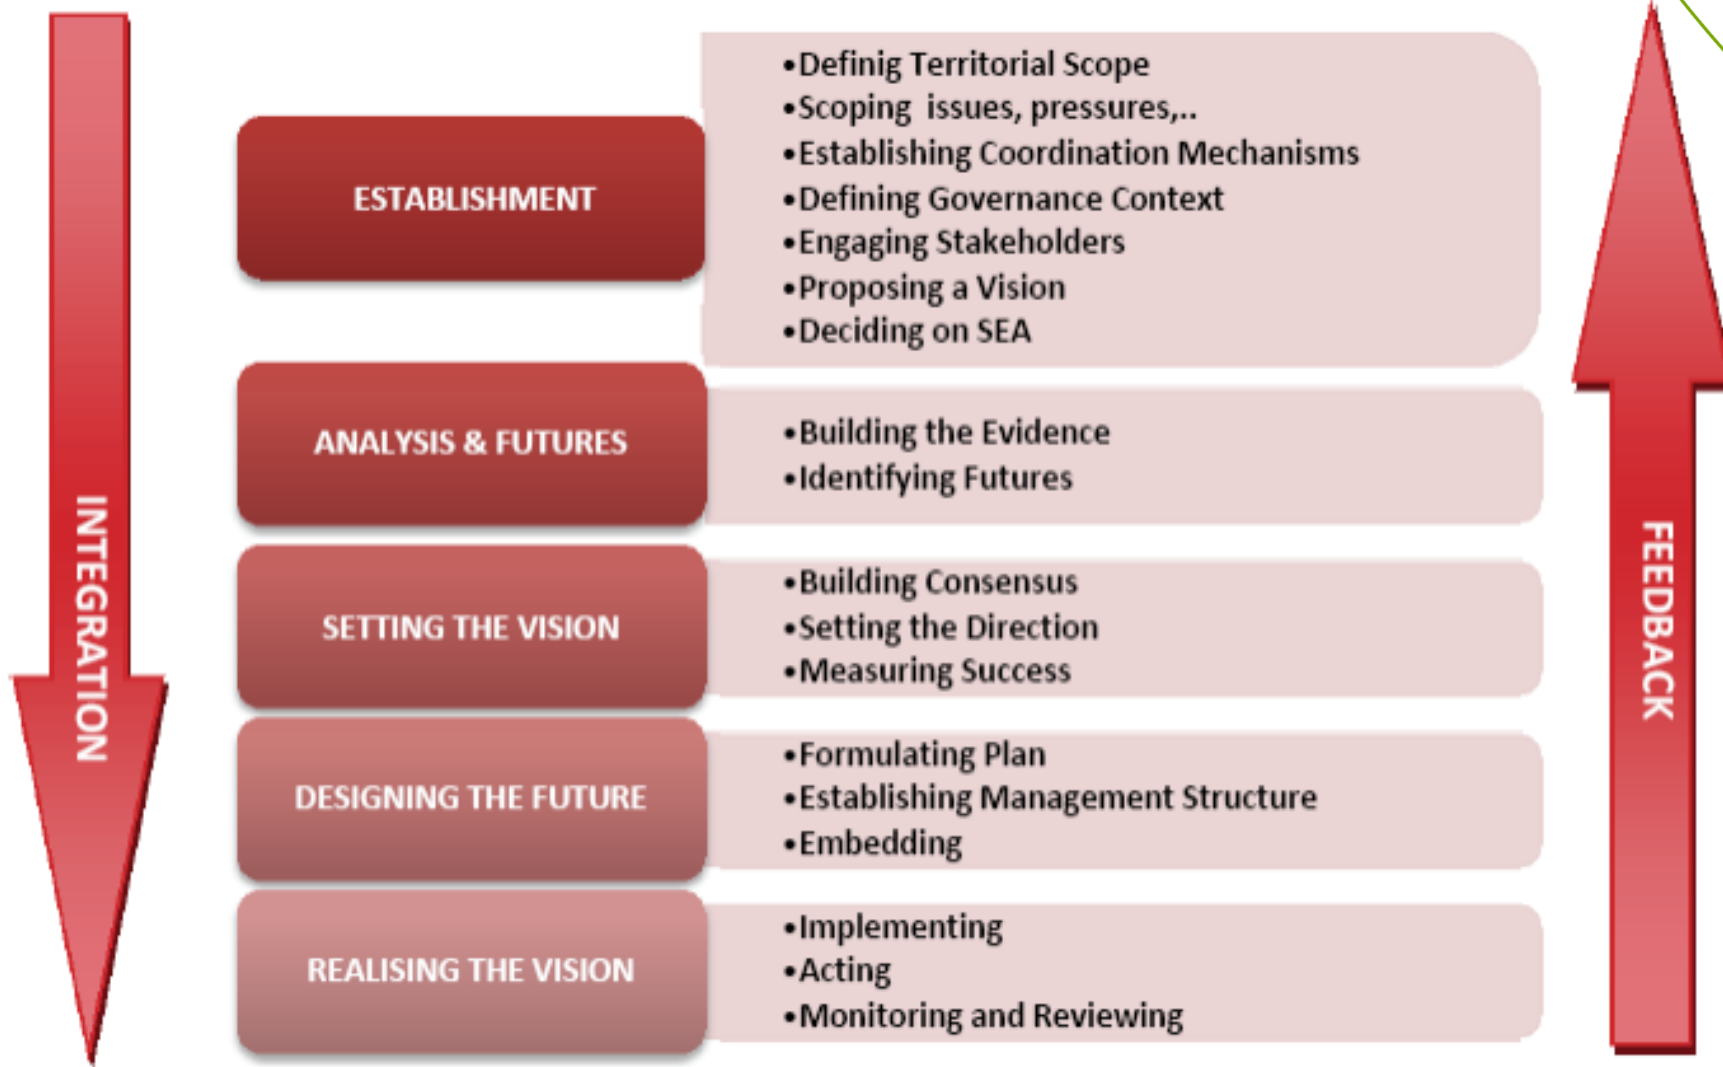 INTEGRATION
ESTABLISHMENT
•Definig Territorial Scope
•Scoping  issues, pressures,..
•Establishing Coordination Mechanisms
•Defining Governance Context
•Engaging Stakeholders
•Proposing a Vision
•Deciding on SEA
ANALYSIS & FUTURES
•Building the Evidence
•Identifying Futures
SETTING THE VISION
•Building Consensus
•Setting the Direction
•Measuring Success
DESIGNING THE FUTURE
•Formulating Plan
•Establishing Management Structure
•Embedding
REALISING THE VISION
•Implementing
•Acting
•Monitoring and Reviewing
FEEDBACK